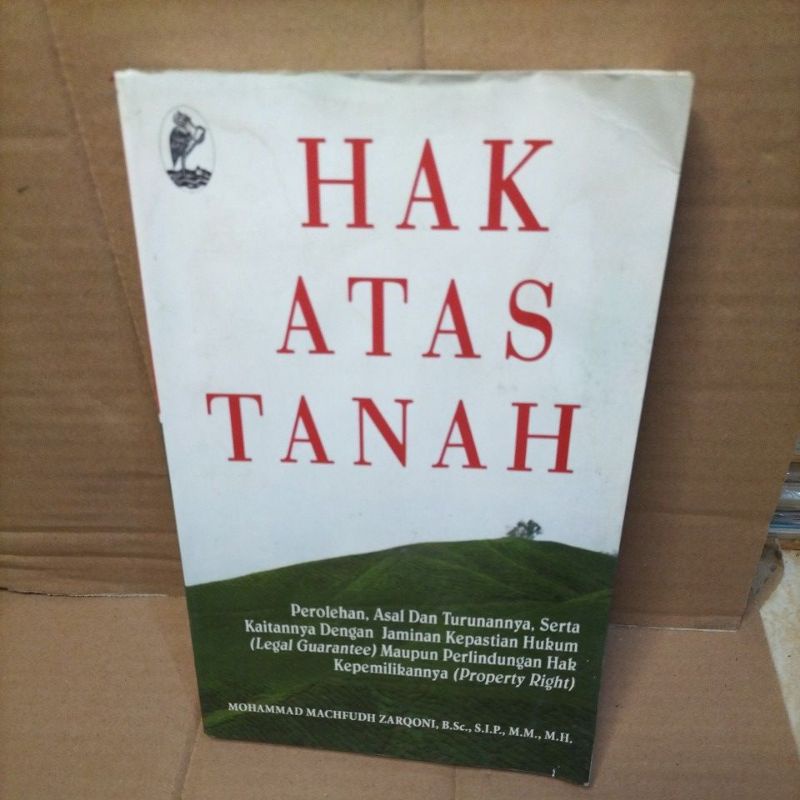 HAK
ATAS
TANAH
Perolehan, Asal Dan Turunannya, Serta
Kaitannya Dengan Jaminan Kepastian Hukum
(Legal Guarantee) Maupun Perlindungan Hak
Kepemilikannya (Property Right)
MOHAMMAD MACHFUDH ZARQONI, B.Sc., S.I.P., M.M., M.H.